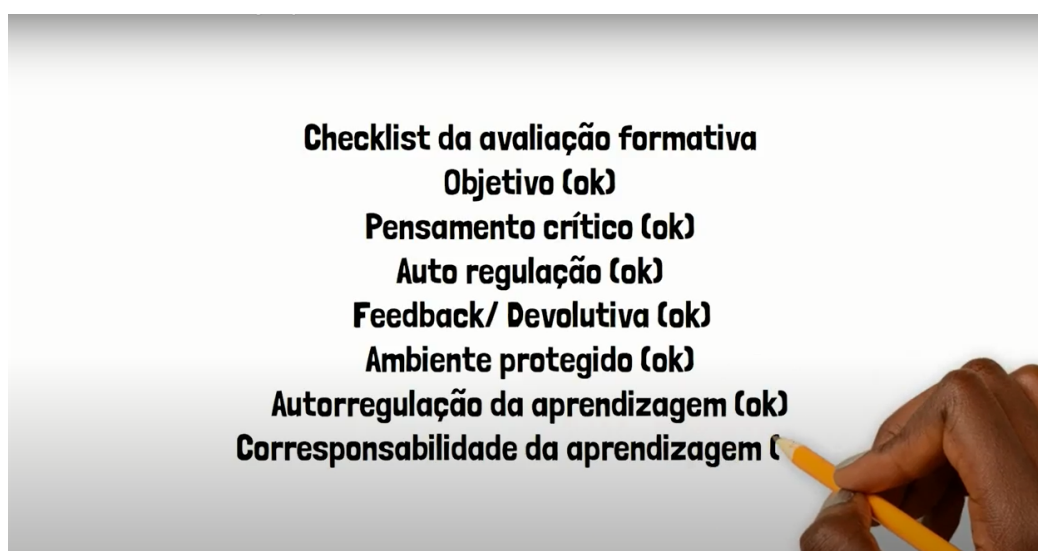 Checklist da avaliação formativa
Objetivo (ok)
Pensamento crítico (ok)
Auto regulação (ok)
Feedback/ Devolutiva (ok)
Ambiente protegido (ok)
Autorregulação da aprendizagem (ok)
Corresponsabilidade da aprendizagem (